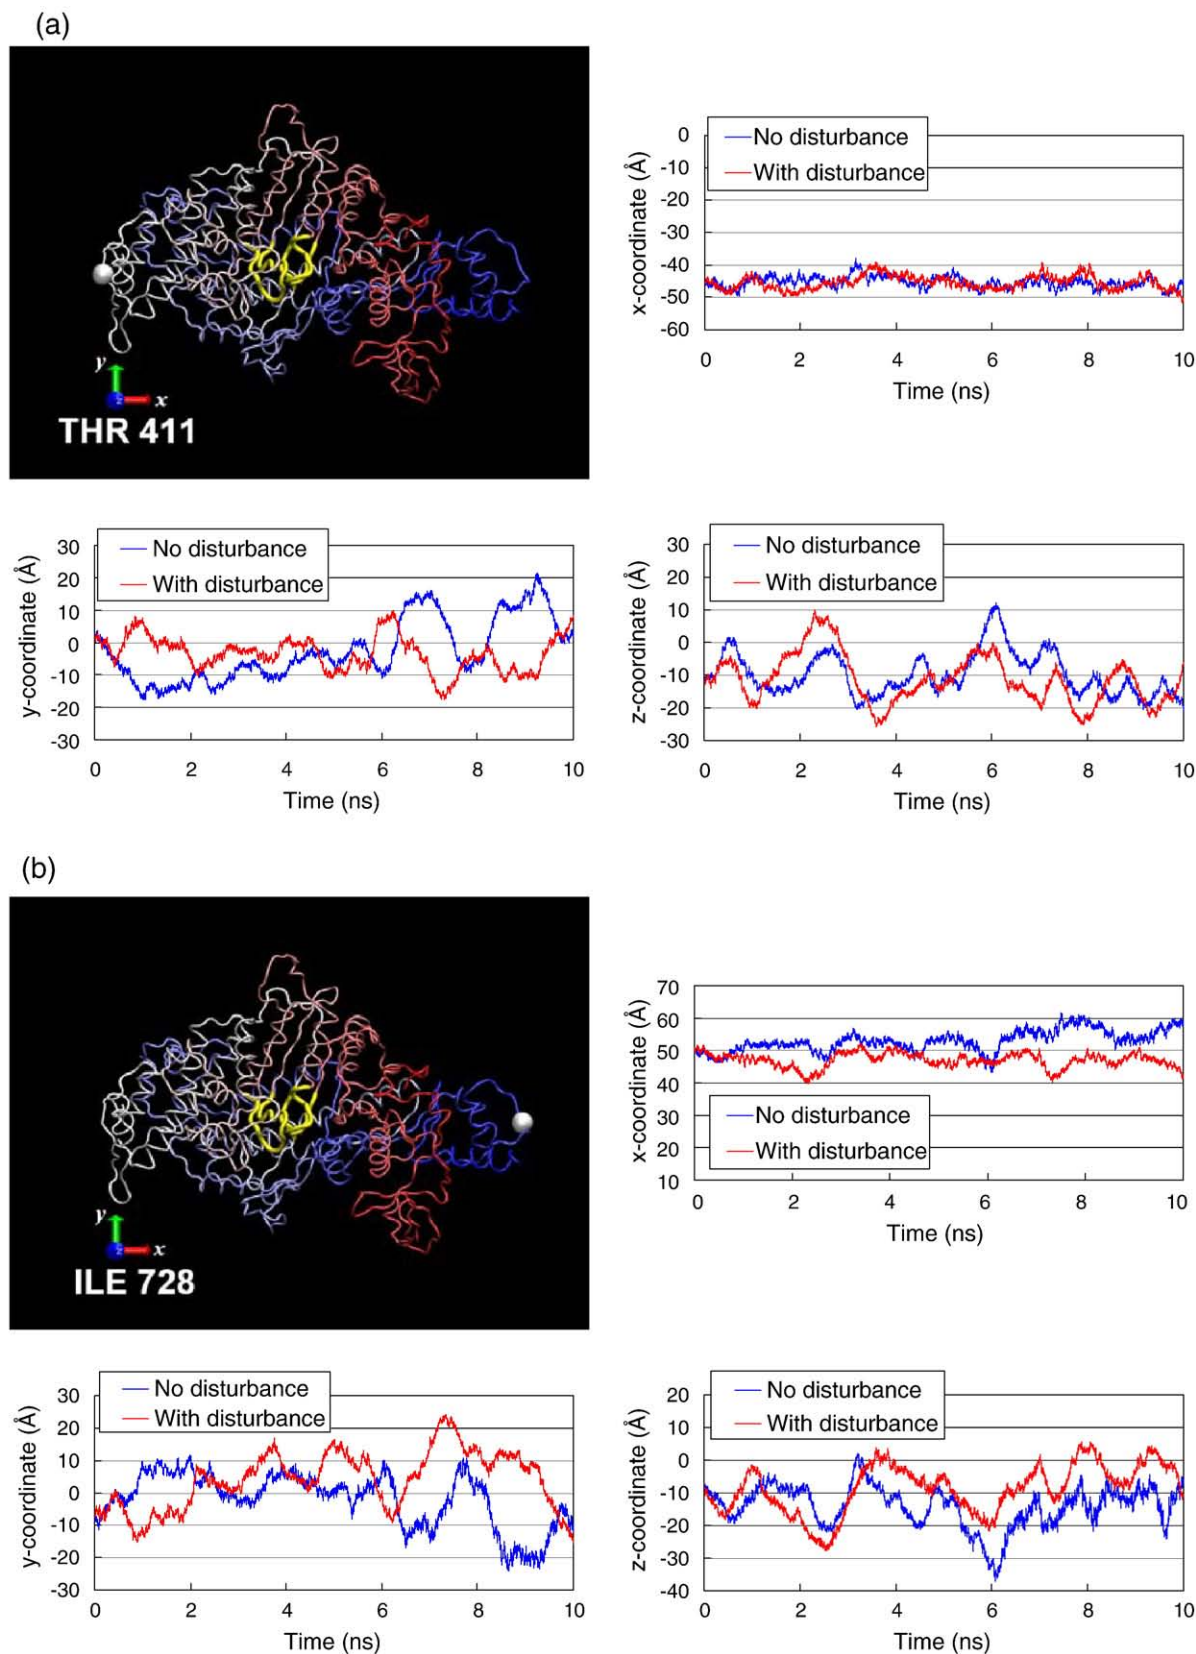 (a)
y
z
x
THR 411
No disturbance
With disturbance
x-coordinate (Å)
0
-10
-20
-30
-40
-50
-60
0 2 4 6 8 10
Time (ns)
No disturbance
With disturbance
y-coordinate (Å)
30
20
10
0
-10
-20
-30
0 2 4 6 8 10
Time (ns)
No disturbance
With disturbance
z-coordinate (Å)
30
20
10
0
-10
-20
-30
0 2 4 6 8 10
Time (ns)
(b)
y
z
x
ILE 728
x-coordinate (Å)
70
60
50
40
30
20
10
No disturbance
With disturbance
0 2 4 6 8 10
Time (ns)
No disturbance
With disturbance
y-coordinate (Å)
30
20
10
0
-10
-20
-30
0 2 4 6 8 10
Time (ns)
No disturbance
With disturbance
z-coordinate (Å)
20
10
0
-10
-20
-30
-40
0 2 4 6 8 10
Time (ns)